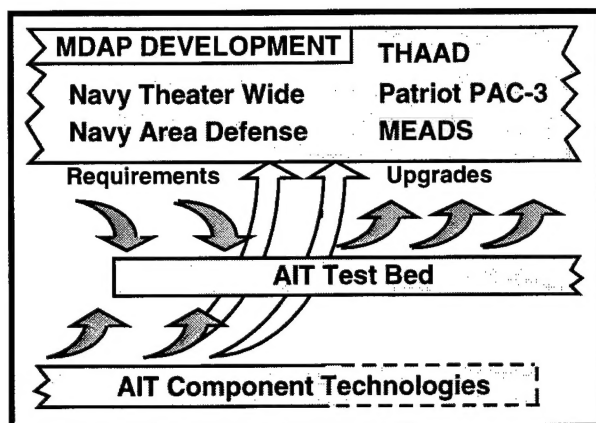 MDAP DEVELOPMENT
THAAD
Navy Theater Wide
Patriot PAC-3
Navy Area Defense
MEADS
Requirements
Upgrades
AIT Test Bed
AIT Component Technologies